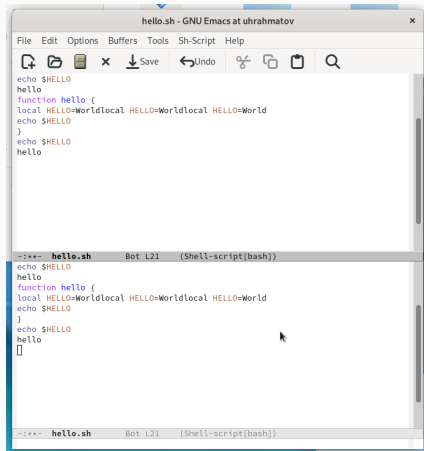 hello.sh - GNU Emacs at uhrahmatov ×
File Edit Options Buffers Tools Sh-Script Help
Save Undo
echo $HELLO
hello
function hello {
local HELLO=Worldlocal HELLO=Worldlocal HELLO=World
echo $HELLO
}
echo $HELLO
hello
-:**- hello.sh Bot L21 (Shell-script[bash])
echo $HELLO
hello
function hello {
local HELLO=Worldlocal HELLO=Worldlocal HELLO=World
echo $HELLO
}
echo $HELLO
hello
-:**- hello.sh Bot L21 (Shell-script[bash])